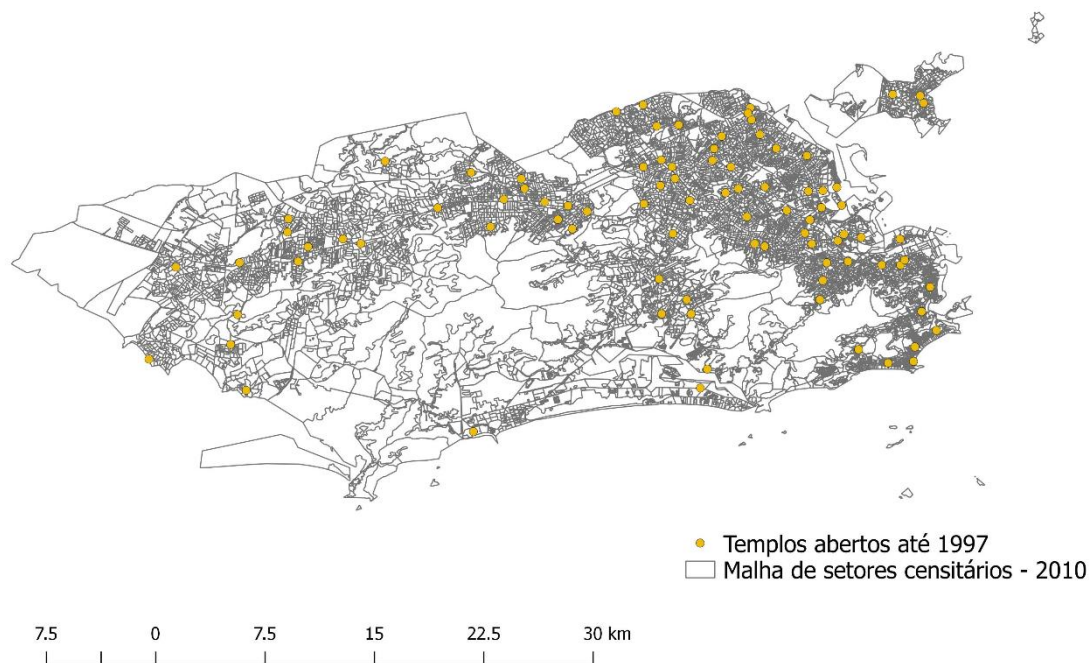 Templos abertos até 1997
Malha de setores censitários - 2010
7.5 0 7.5 15 22.5 30 km